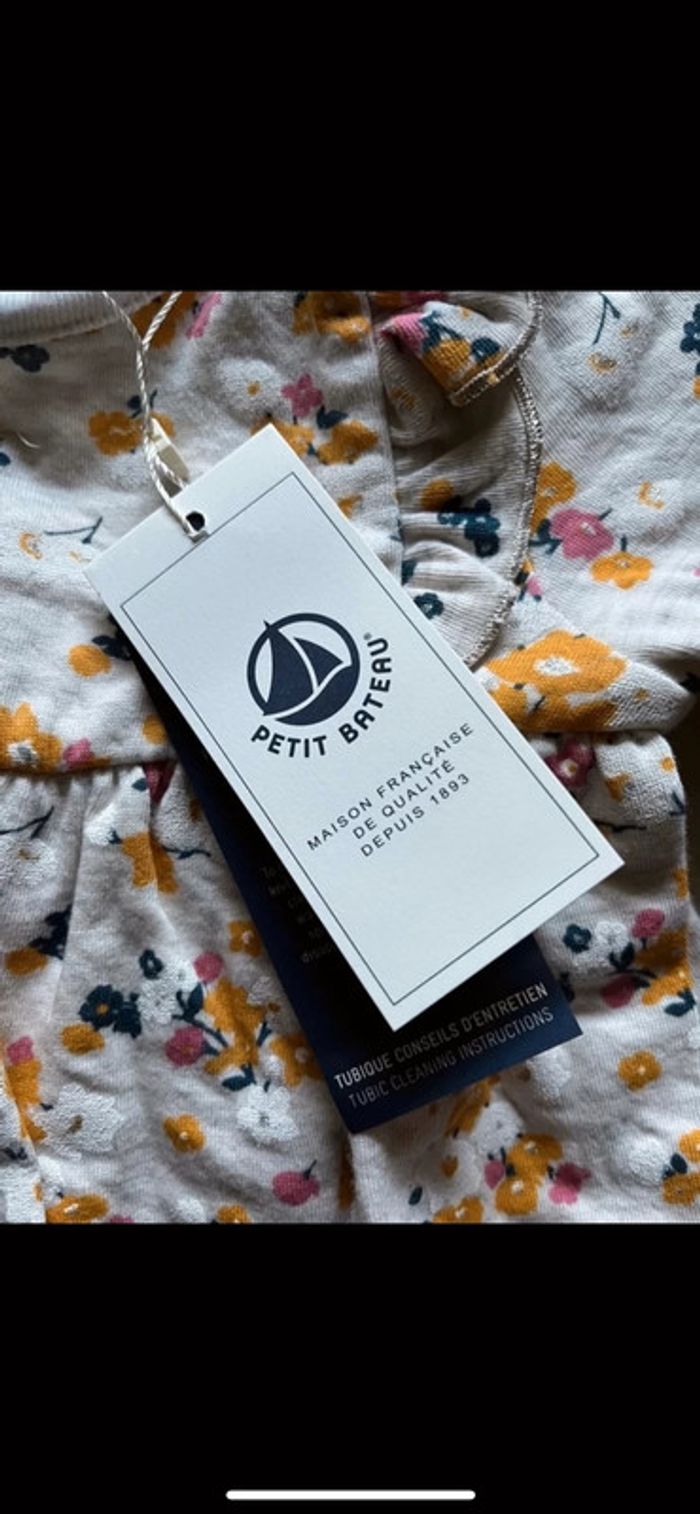 PETIT BATEAU®
MAISON FRANÇAISE
DE QUALITÉ
DEPUIS 1893
TUBIQUE CONSEILS D'ENTRETIEN
TUBIC CLEANING INSTRUCTIONS